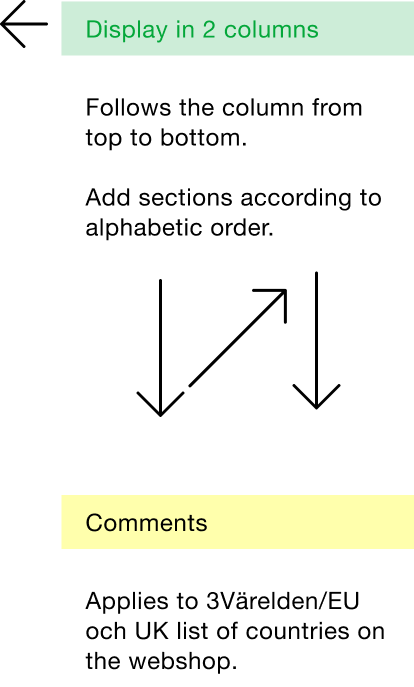 Display in 2 columns
Follows the column from
top to bottom.
Add sections according to
alphabetic order.
Comments
Applies to 3Värelden/EU
och UK list of countries on
the webshop.